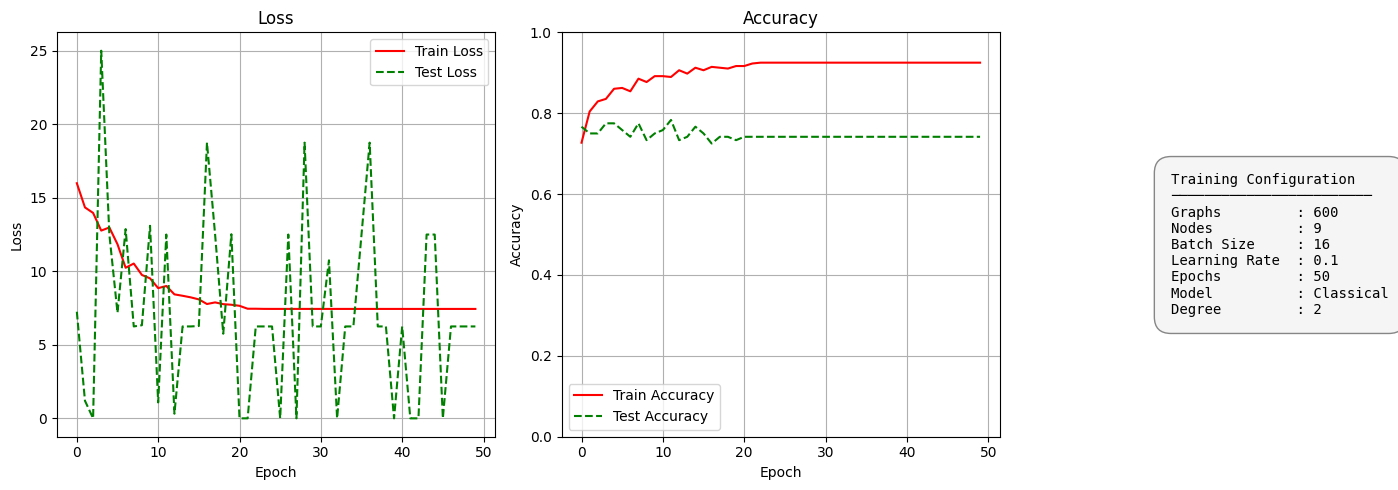 Loss
25
20
15
10
5
0
Loss
0
10
20
30
40
50
Epoch
Train Loss
Test Loss
Accuracy
1.0
0.8
0.6
0.4
0.2
0.0
Accuracy
0
10
20
30
40
50
Epoch
Train Accuracy
Test Accuracy
Training Configuration
Graphs : 600
Nodes : 9
Batch Size : 16
Learning Rate : 0.1
Epochs : 50
Model : Classical
Degree : 2